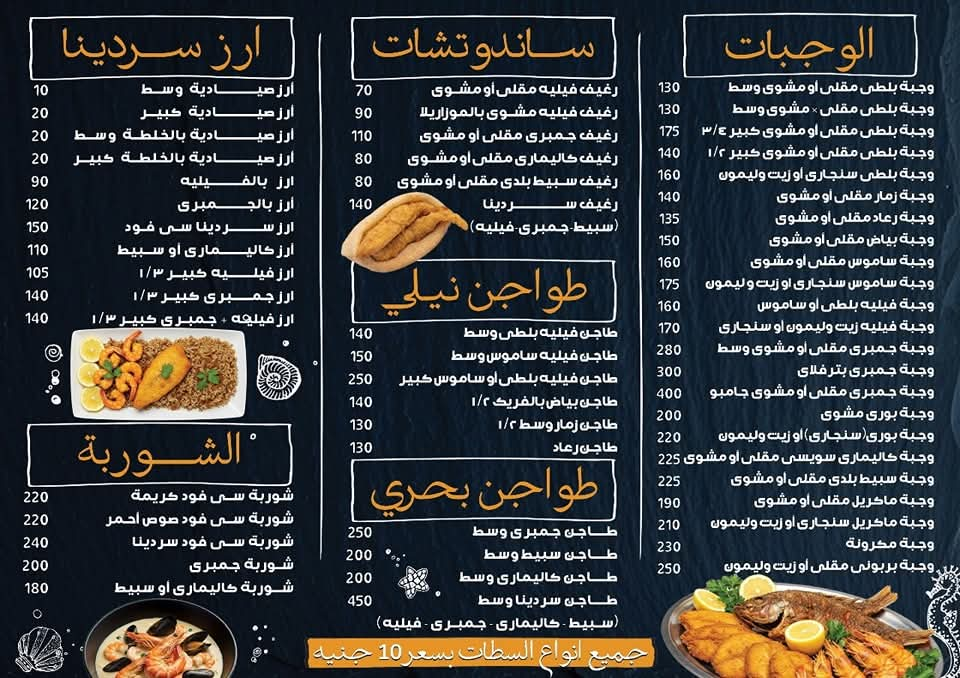 الوجبات
وجبة بلطى مقلى أو مشوى وسط 130
وجبة بلطى مقلى × مشوى وسط 130
وجبة بلطى مقلى أو مشوى كبير ٣/٤ 175
وجبة بلطى مقلى أو مشوى كبير ١/٢ 140
وجبة بلطى سنجارى أو زيت وليمون 160
وجبة زمار مقلى أو مشوى 140
وجبة رعاد مقلى أو مشوى 135
وجبة بياض مقلى أو مشوى 150
وجبة ساموس مقلى أو مشوى 160
وجبة ساموس سنجارى أو زيت وليمون 175
وجبة فيليه بلطى أو ساموس 160
وجبة فيليه زيت وليمون أو سنجارى 170
وجبة جمبرى مقلى أو مشوى وسط 280
وجبة جمبرى بترفلاى 300
وجبة جمبرى مقلى أو مشوى جامبو 400
وجبة بورى مشوى 200
وجبة بورى (سنجارى) أو زيت وليمون 220
وجبة كاليمارى سويسى مقلى أو مشوى 225
وجبة سبيط بلدى مقلى أو مشوى 225
وجبة ماكريل مقلى أو مشوى 190
وجبة ماكريل سنجارى أو زيت وليمون 210
وجبة مكرونة 230
وجبة بربونى مقلى أو زيت وليمون 250
ساندوتشات
رغيف فيليه مقلى أو مشوى 70
رغيف فيليه مشوى بالموزاريلا 90
رغيف جمبرى مقلى أو مشوى 110
رغيف كاليمارى مقلى أو مشوى 80
رغيف سبيط بلدى مقلى أو مشوى 80
رغيف سردينا 140
(سبيط-جمبرى-فيليه)
طواجن نيلي
طاجن فيليه بلطى وسط 140
طاجن فيليه ساموس وسط 150
طاجن فيليه بلطى أو ساموس كبير 250
طاجن بياض بالفريك ١/٢ 140
طاجن زمار وسط ١/٢ 130
طاجن رعاد 130
طواجن بحري
طاجن جمبرى وسط 250
طاجن سبيط وسط 200
طاجن كاليمارى وسط 200
طاجن سردينا وسط 450
(سبيط - كاليمارى - جمبرى - فيليه)
جميع انواع السلطات بسعر 10 جنيه
ارز سردينا
أرز صيادية وسط 10
أرز صيادية كبير 20
أرز صيادية بالخلطة وسط 20
أرز صيادية بالخلطة كبير 20
ارز بالفيليه 90
أرز بالجمبرى 120
أرز سردينا سى فود 150
أرز كاليمارى أو سبيط 110
ارز فيليه كبير ١/٣ 105
ارز جمبرى كبير ١/٣ 140
ارز فيليه + جمبرى كبير ١/٣ 140
الشوربة
شوربة سى فود كريمة 220
شوربة سى فود صوص أحمر 220
شوربة سى فود سردينا 240
شوربة جمبرى 200
شوربة كاليمارى أو سبيط 180